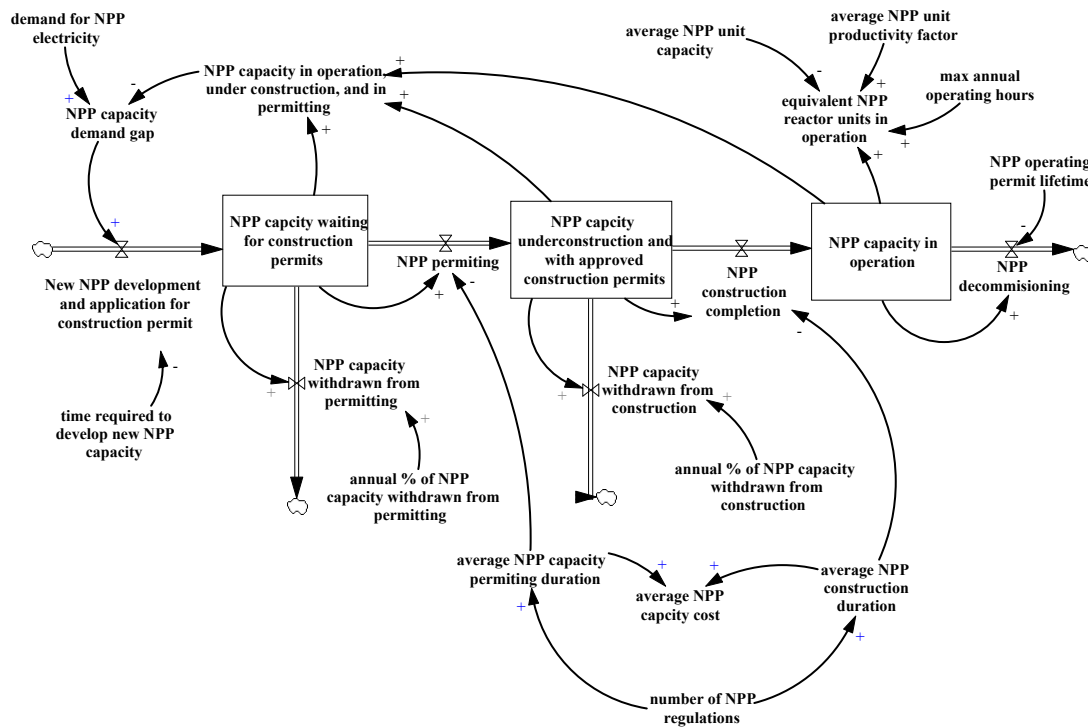 demand for NPP
electricity
average NPP unit
capacity
average NPP unit
productivity factor
NPP capacity in operation,
under construction, and in
permitting
max annual
operating hours
equivalent NPP
reactor units in
operation
NPP capacity
demand gap
NPP operating
permit lifetime
NPP capcity waiting
for construction
permits
NPP capcity
underconstruction and
with approved
construction permits
NPP capacity in
operation
New NPP development
and application for
construction permit
NPP permiting
NPP
construction
completion
NPP
decommisioning
NPP capacity
withdrawn from
permitting
NPP capacity
withdrawn from
construction
time required to
develop new NPP
capacity
annual % of NPP
capacity withdrawn from
permitting
annual % of NPP capacity
withdrawn from
construction
average NPP capacity
permiting duration
average NPP
capcity cost
average NPP
construction
duration
number of NPP
regulations